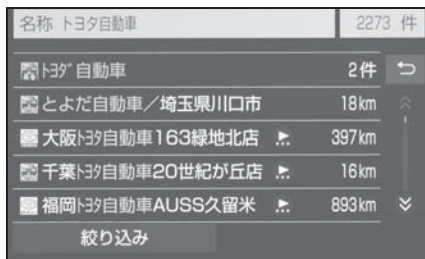 名称 トヨタ自動車 2273 件
トヨダ自動車 2件
とよだ自動車／埼玉県川口市 18km
大阪トヨタ自動車163緑地北店 397km
千葉トヨタ自動車20世紀が丘店 16km
福岡トヨタ自動車AUSS久留米 893km
絞り込み